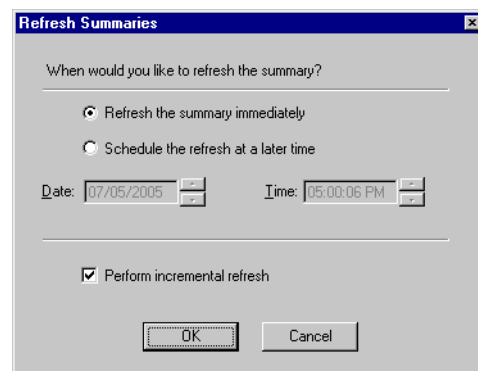 Refresh Summaries
When would you like to refresh the summary?
Refresh the summary immediately
Schedule the refresh at a later time
Date: 07/05/2005 Time: 05:00:06 PM
Perform incremental refresh
OK Cancel